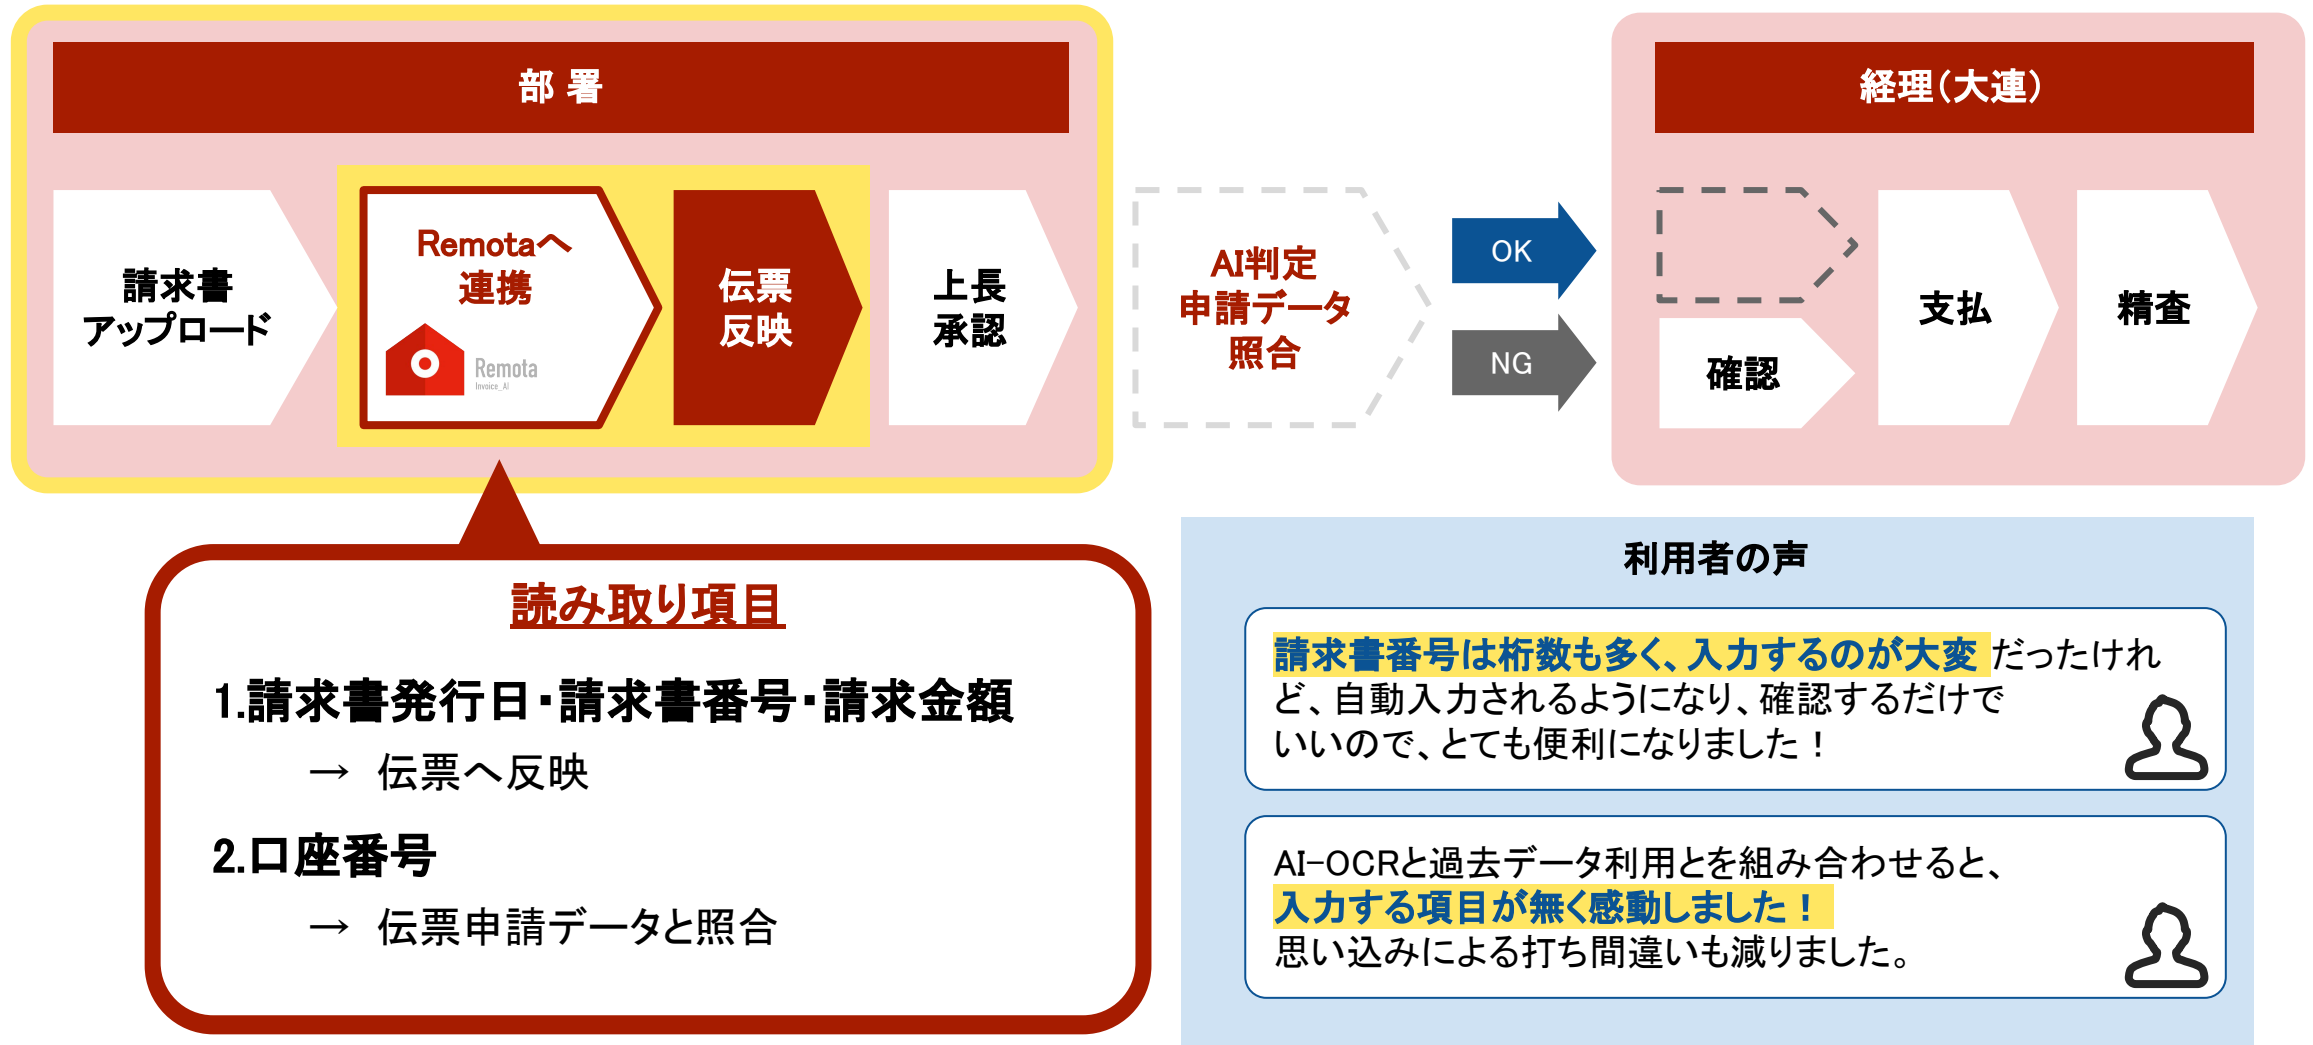 部 署
請求書
アップロード
Remotaへ
連携
Remota
Invoice_AI
伝票
反映
上長
承認
AI判定
申請データ
照合
OK
NG
経理(大連)
確認
支払
精査
読み取り項目
1.請求書発行日・請求書番号・請求金額
→ 伝票へ反映
2.口座番号
→ 伝票申請データと照合
利用者の声
請求書番号は桁数も多く、入力するのが大変だったけれ
ど、自動入力されるようになり、確認するだけで
いいので、とても便利になりました！
AI-OCRと過去データ利用とを組み合わせると、
入力する項目が無く感動しました！
思い込みによる打ち間違いも減りました。